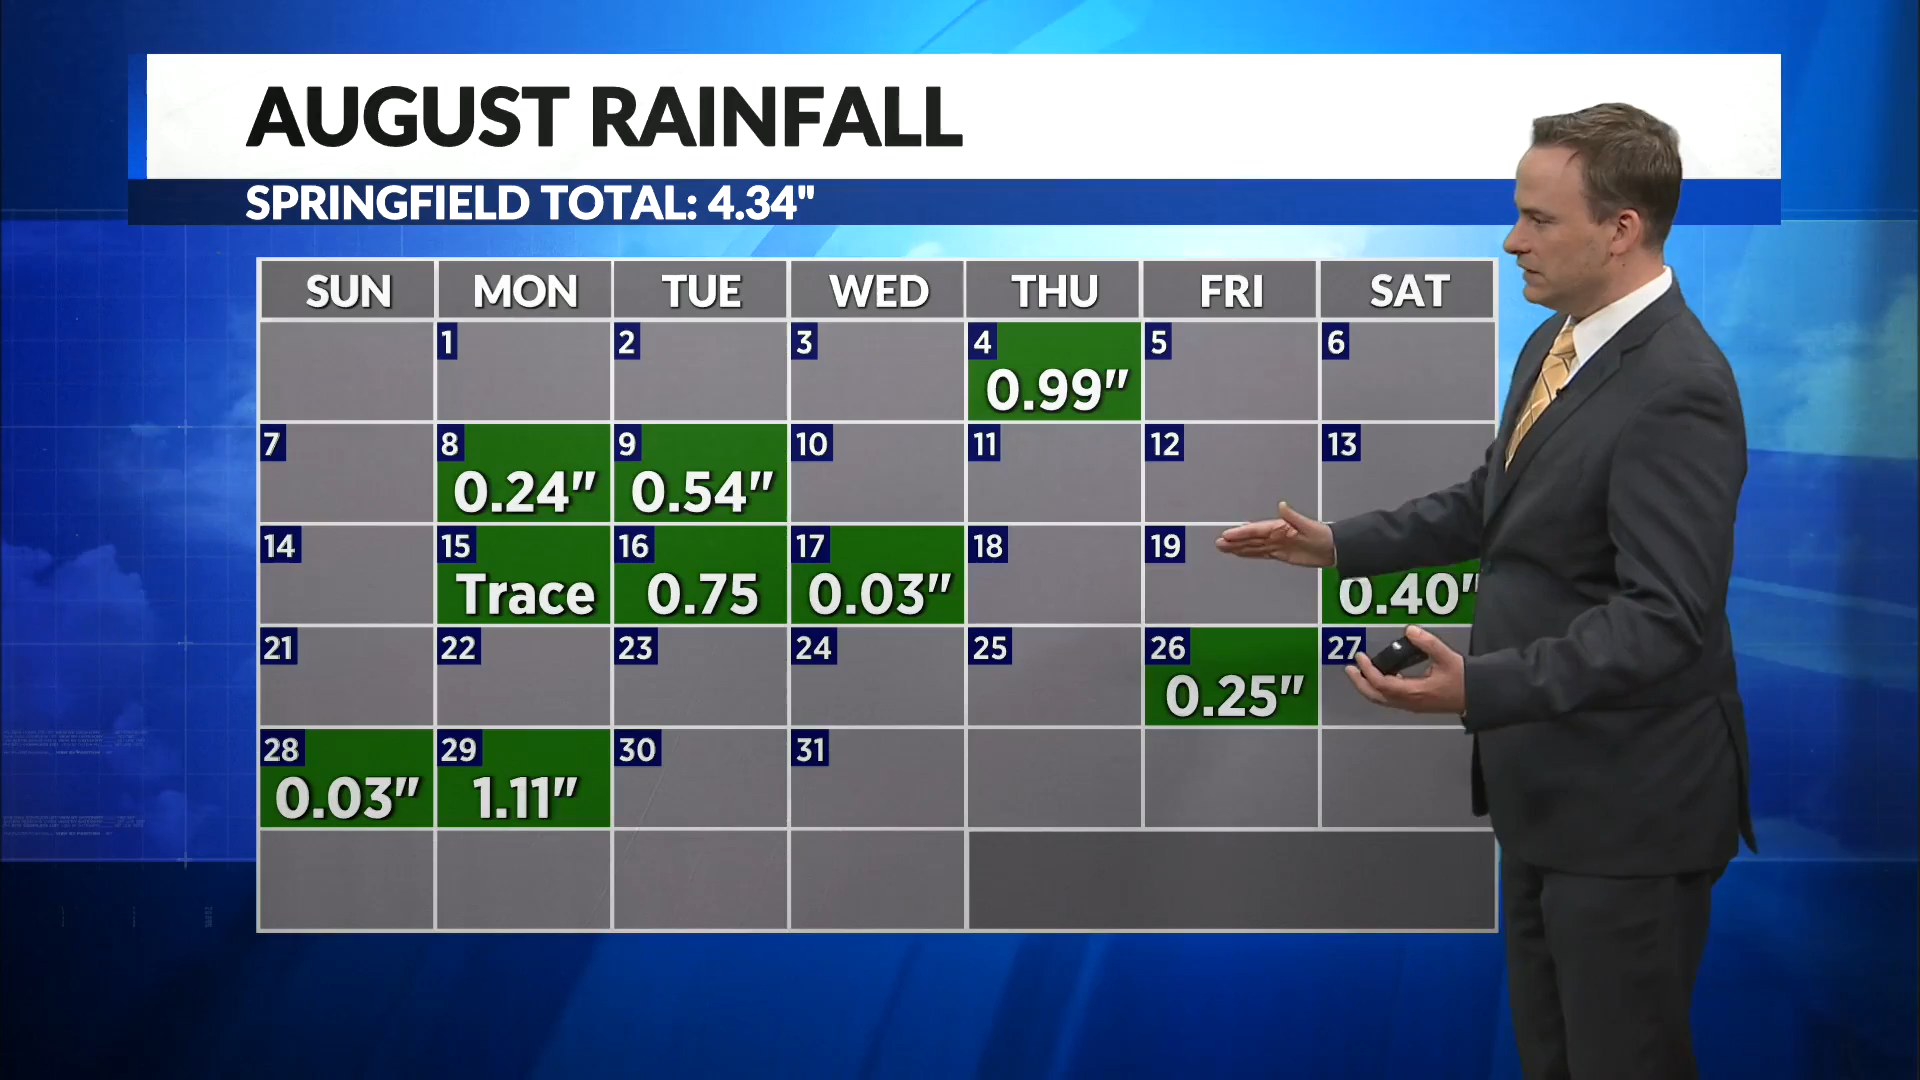 AUGUST RAINFALL
SPRINGFIELD TOTAL: 4.34"
SUN MON TUE WED THU FRI SAT
1 2 3 4 5 6
0.99"
7 8 9 10 11 12 13
0.24" 0.54"
14 15 16 17 18 19
Trace 0.75 0.03" 0.40"
21 22 23 24 25 26 27
0.25"
28 29 30 31
0.03" 1.11"